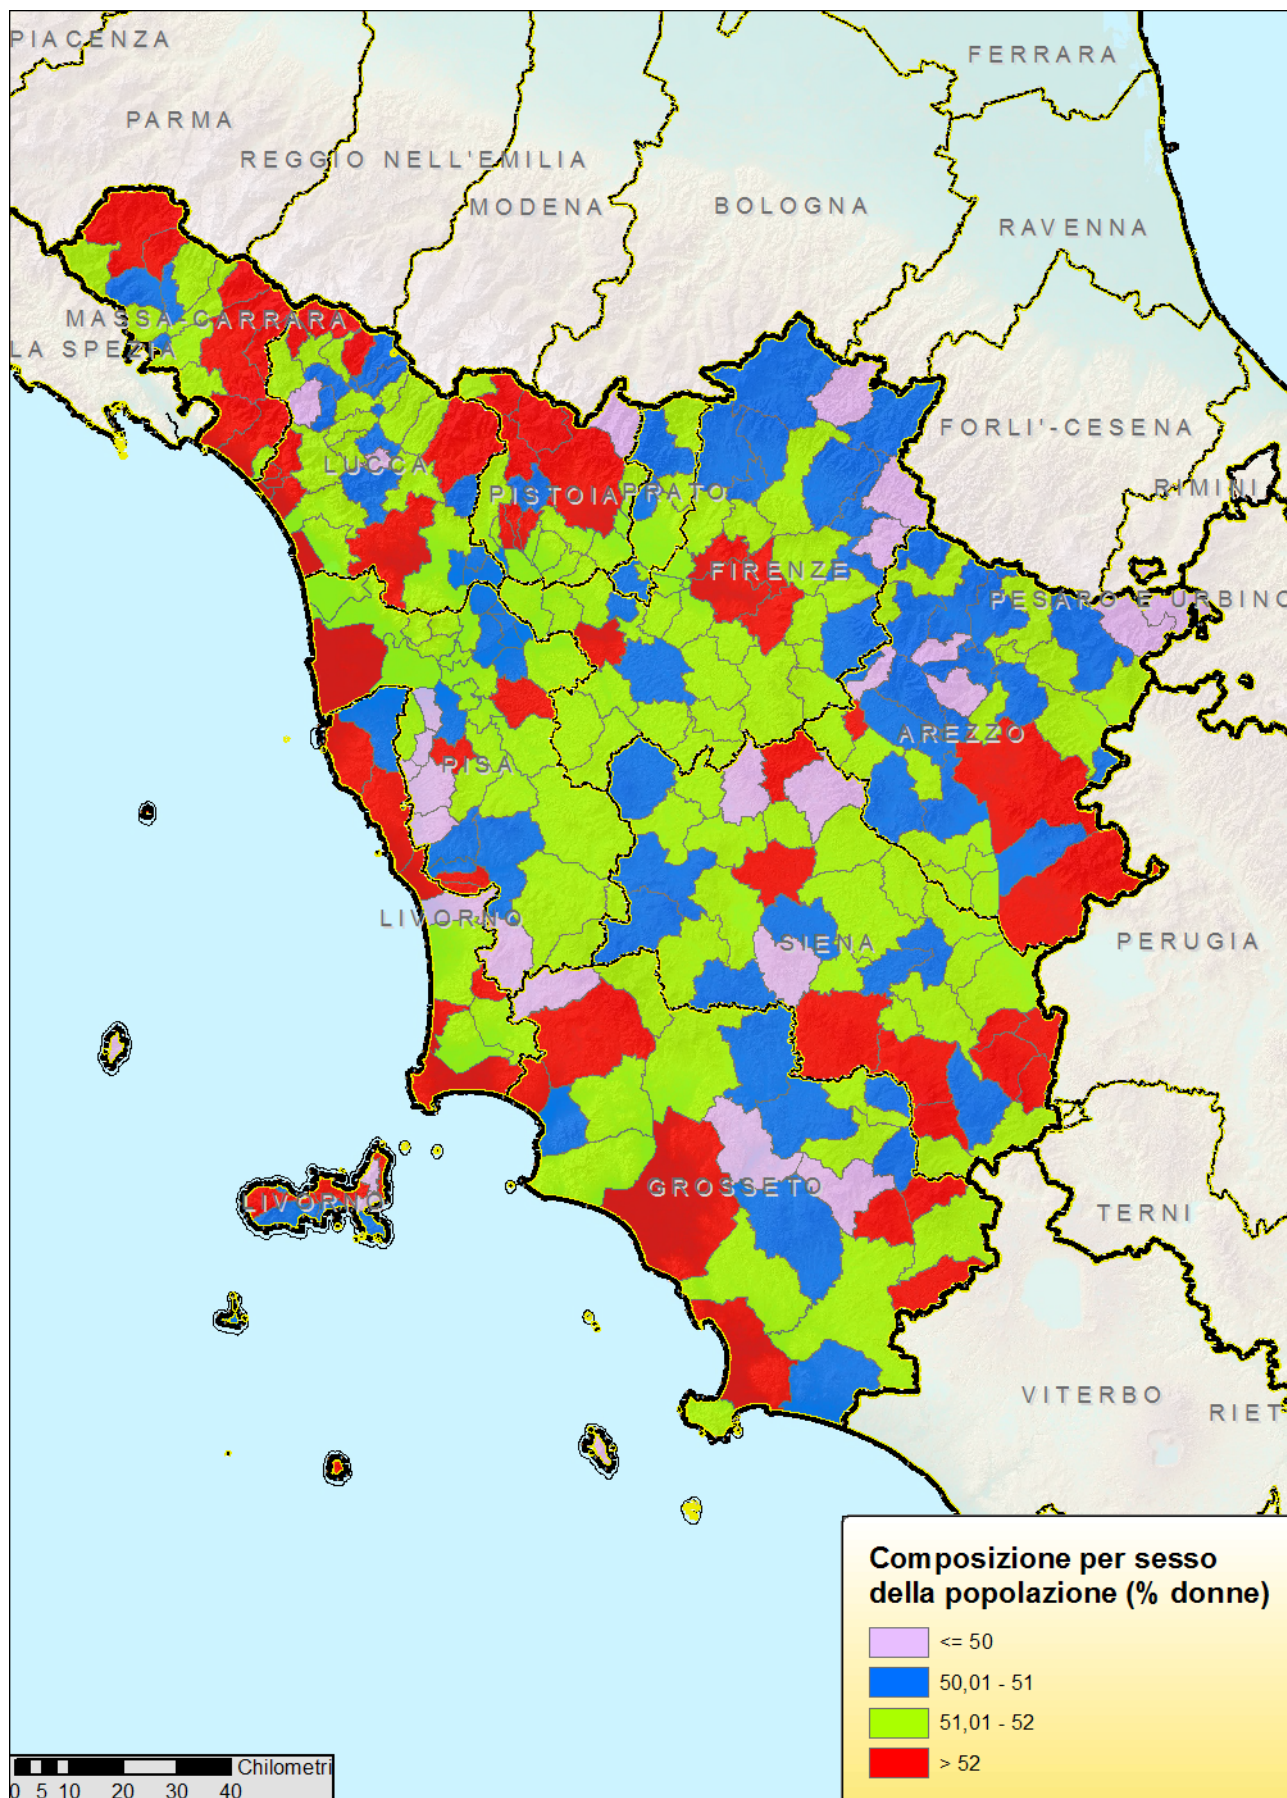 PIACENZA
FERRARA
PARMA
REGGIO NELL'EMILIA
MODENA
BOLOGNA
RAVENNA
MASSA-CARRARA
LA SPEZIA
FORLI'-CESENA
LUCCA
PISTOIA
PRATO
RIMINI
FIRENZE
PESARO E URBINO
AREZZO
PISA
LIVORNO
SIENA
PERUGIA
GROSSETO
LIVORNO
TERNI
VITERBO
RIET
Composizione per sesso
della popolazione (% donne)
<= 50
50,01 - 51
51,01 - 52
> 52
Chilometri
0 5 10 20 30 40